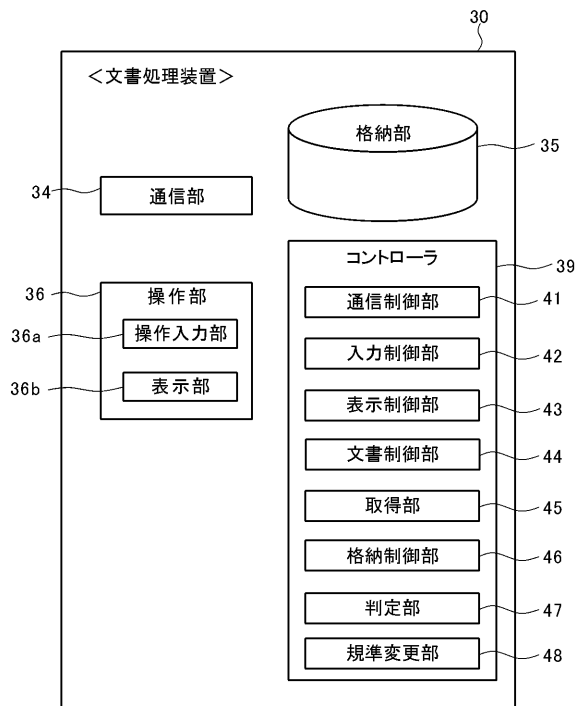 30
<文書処理装置>
格納部
35
34
通信部
コントローラ
39
36
操作部
36a
操作入力部
36b
表示部
通信制御部
41
入力制御部
42
表示制御部
43
文書制御部
44
取得部
45
格納制御部
46
判定部
47
規準変更部
48